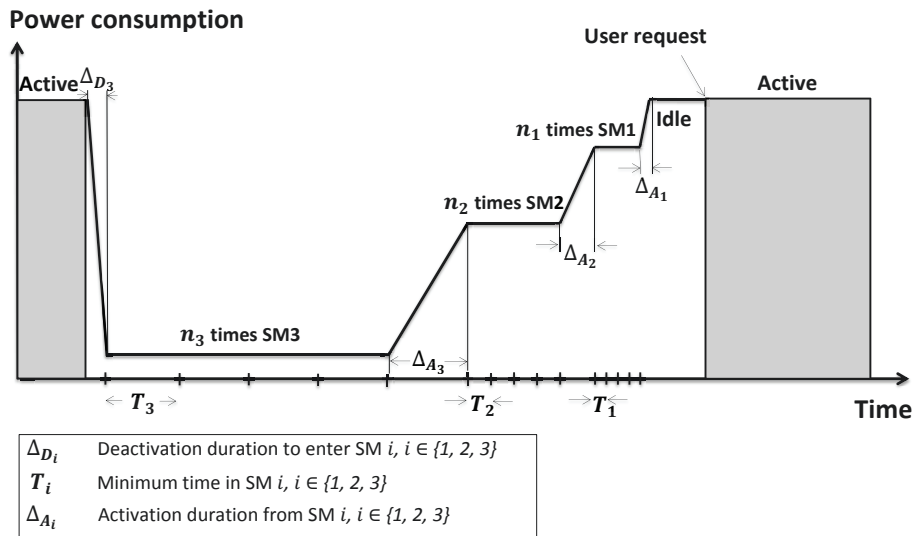 Power consumption
User request
Active
Δ_{D_3}
Active
Idle
n_1 times SM1
Δ_{A_1}
n_2 times SM2
Δ_{A_2}
n_3 times SM3
Δ_{A_3}
T_3
T_2
T_1
Time
Δ_{D_i} Deactivation duration to enter SM i, i ∈ {1, 2, 3}
T_i Minimum time in SM i, i ∈ {1, 2, 3}
Δ_{A_i} Activation duration from SM i, i ∈ {1, 2, 3}